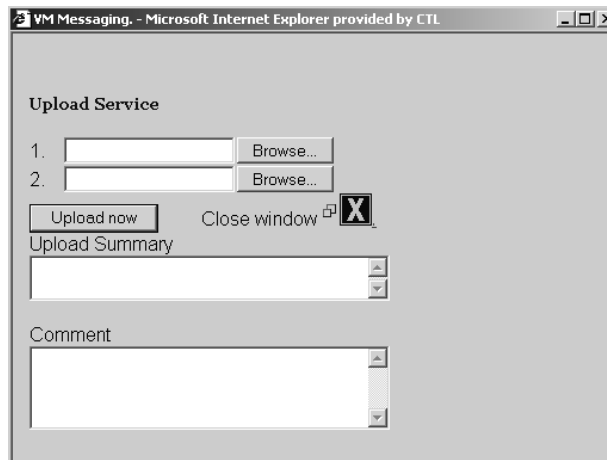 VM Messaging. - Microsoft Internet Explorer provided by CTL
Upload Service
1. Browse...
2. Browse...
Upload now Close window X
Upload Summary
Comment